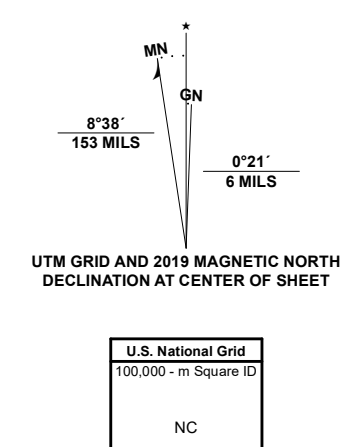 ★
MN
GN
8°38´
153 MILS
0°21´
6 MILS
UTM GRID AND 2019 MAGNETIC NORTH
DECLINATION AT CENTER OF SHEET
U.S. National Grid
100,000 - m Square ID
NC